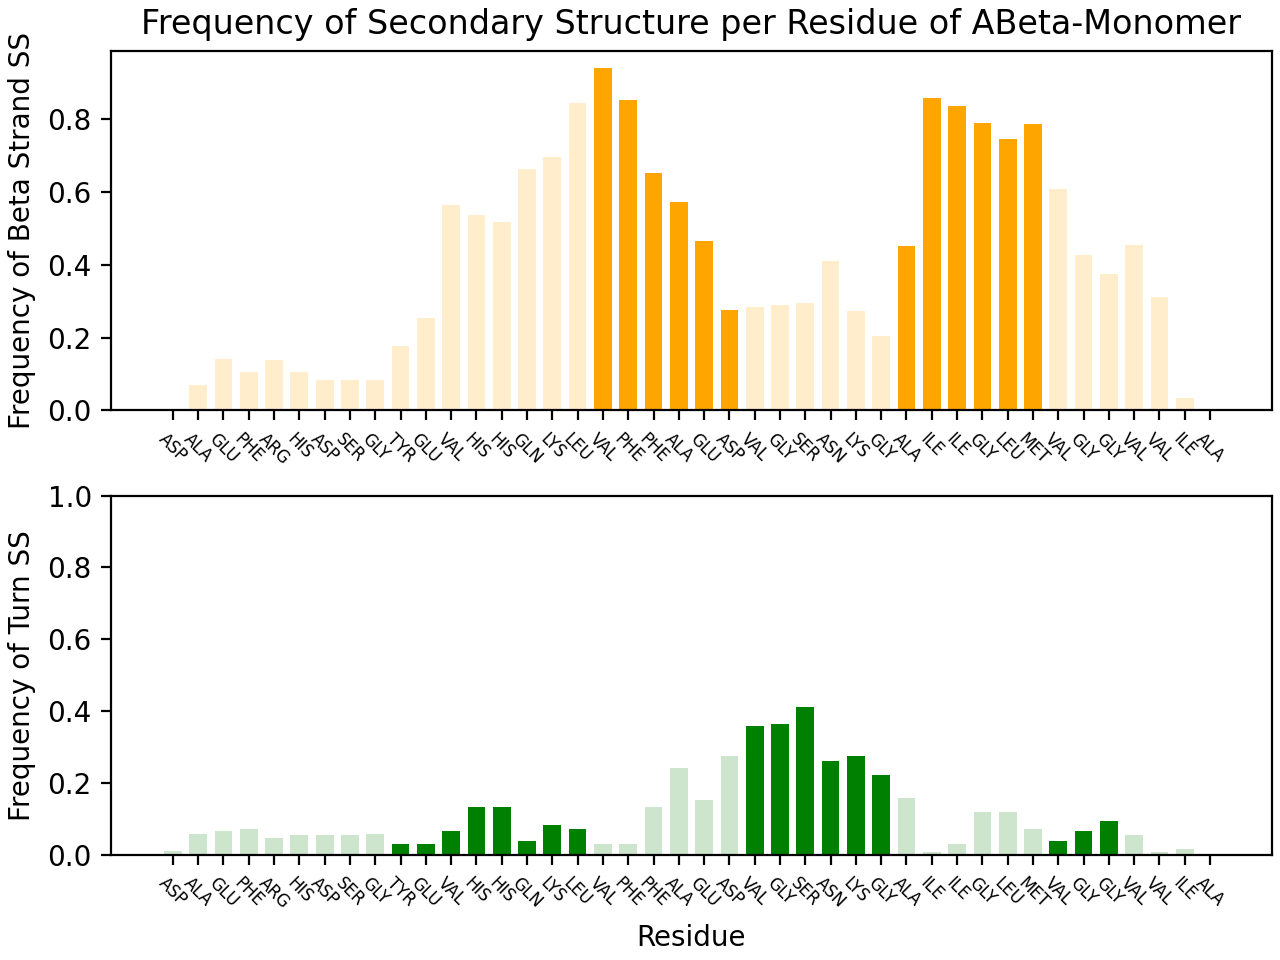 Frequency of Secondary Structure per Residue of ABeta-Monomer
Frequency of Beta Strand SS
0.8
0.6
0.4
0.2
0.0
ASP ALA GLU PHE ARG HIS ASP SER GLY TYR GLU VAL HIS HIS GLN LYS LEU VAL PHE PHE ALA GLU ASP VAL GLY SER ASN LYS GLY ALA ILE ILE GLY LEU MET VAL GLY GLY VAL VAL ILE ALA
Frequency of Turn SS
1.0
0.8
0.6
0.4
0.2
0.0
ASP ALA GLU PHE ARG HIS ASP SER GLY TYR GLU VAL HIS HIS GLN LYS LEU VAL PHE PHE ALA GLU ASP VAL GLY SER ASN LYS GLY ALA ILE ILE GLY LEU MET VAL GLY GLY VAL VAL ILE ALA
Residue